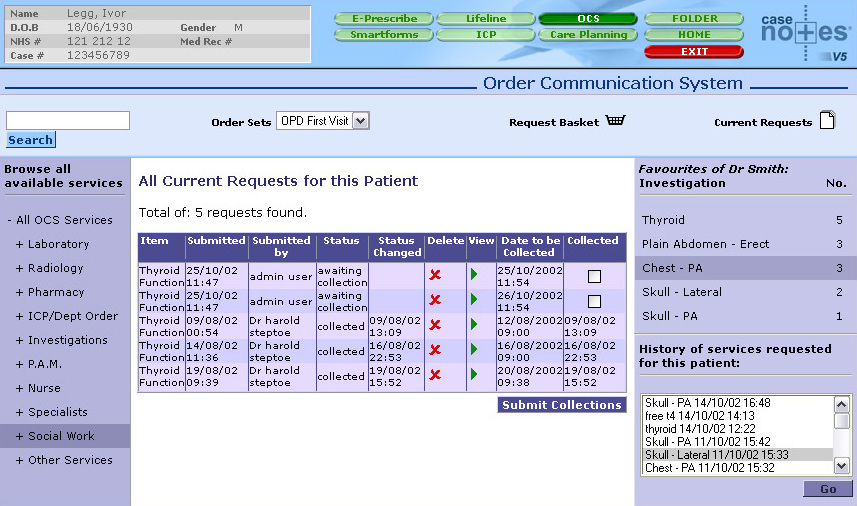 Name Legg, Ivor
D.O.B 18/06/1930 Gender M
NHS # 121 212 12 Med Rec #
Case # 123456789
E-Prescribe Lifeline OCS FOLDER
Smartforms ICP Care Planning HOME
EXIT
case
notes®
V5
Order Communication System
Search
Order Sets OPD First Visit
Request Basket
Current Requests
Browse all
available services
- All OCS Services
+ Laboratory
+ Radiology
+ Pharmacy
+ ICP/Dept Order
+ Investigations
+ P.A.M.
+ Nurse
+ Specialists
+ Social Work
+ Other Services
All Current Requests for this Patient
Total of: 5 requests found.
Item Submitted Submitted by Status Status Changed Delete View Date to be Collected Collected
Thyroid Function 25/10/02 11:47 admin user awaiting collection 25/10/2002 11:54
Thyroid Function 25/10/02 11:47 admin user awaiting collection 26/10/2002 11:54
Thyroid Function 09/08/02 00:54 Dr harold steptoe collected 09/08/02 13:09 12/08/2002 09:00 09/08/02 13:09
Thyroid Function 14/08/02 11:36 Dr harold steptoe collected 16/08/02 22:53 16/08/2002 09:00 16/08/02 22:53
Thyroid Function 19/08/02 09:39 Dr harold steptoe collected 19/08/02 15:52 20/08/2002 09:38 19/08/02 15:52
Submit Collections
Favourites of Dr Smith:
Investigation No.
Thyroid 5
Plain Abdomen - Erect 3
Chest - PA 3
Skull - Lateral 2
Skull - PA 1
History of services requested
for this patient:
Skull - PA 14/10/02 16:48
free t4 14/10/02 14:13
thyroid 14/10/02 12:22
Skull - PA 11/10/02 15:42
Skull - Lateral 11/10/02 15:33
Chest - PA 11/10/02 15:32
Go